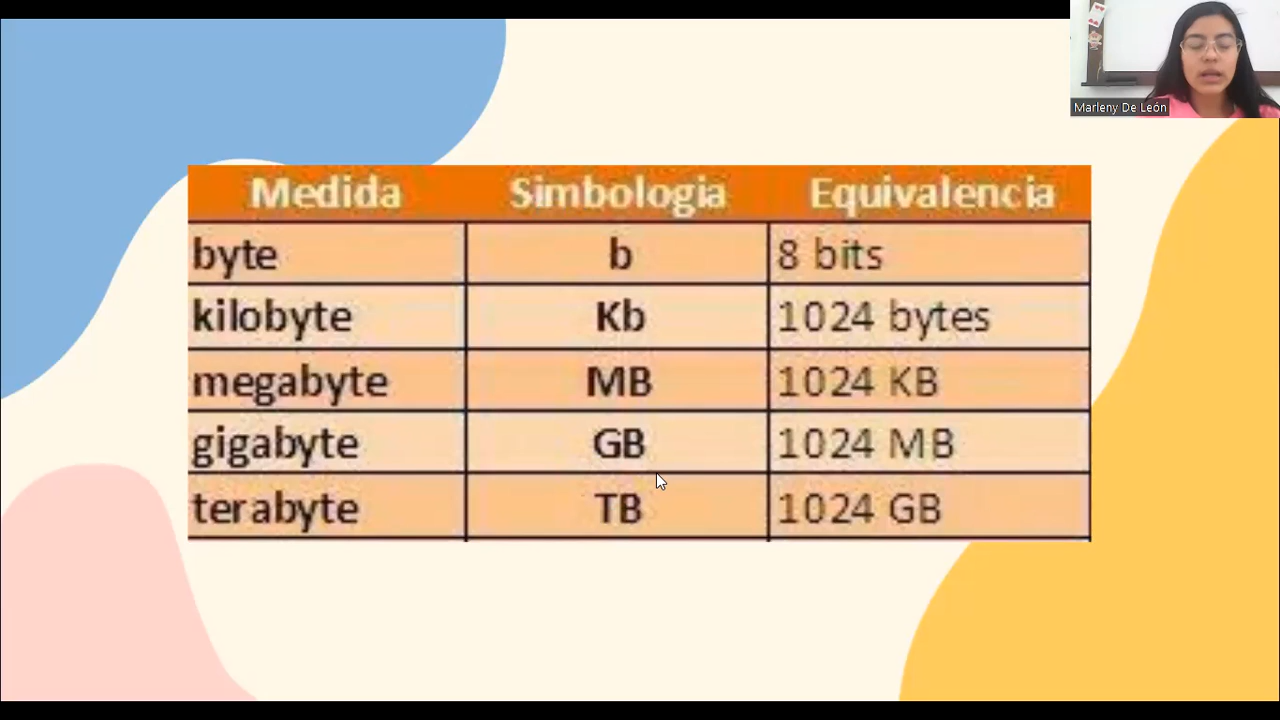 Marleny De León
Medida Simbologia Equivalencia
byte b 8 bits
kilobyte Kb 1024 bytes
megabyte MB 1024 KB
gigabyte GB 1024 MB
terabyte TB 1024 GB